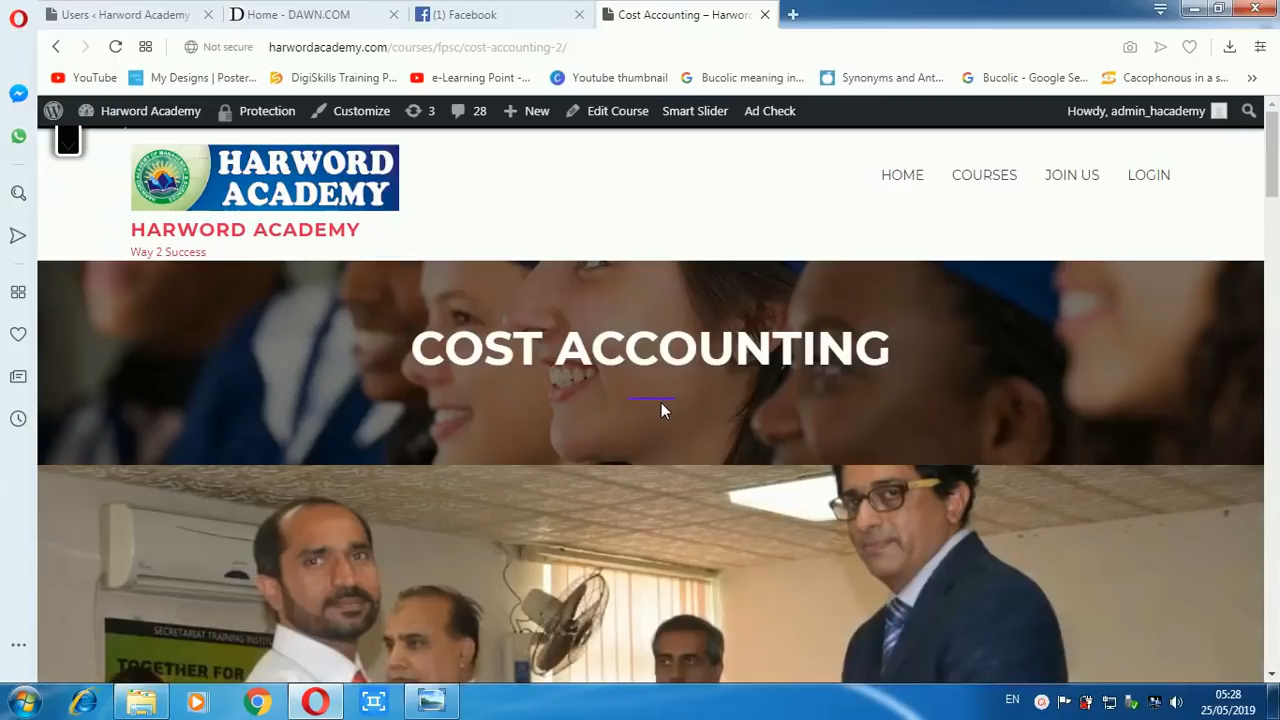 Users ‹ Harword Academy
Home - DAWN.COM
(1) Facebook
Cost Accounting – Harwor
Not secure
harwordacademy.com/courses/fpsc/cost-accounting-2/
YouTube
My Designs | Poster...
DigiSkills Training P...
e-Learning Point -...
Youtube thumbnail
Bucolic meaning in...
Synonyms and Ant...
Bucolic - Google Se...
Cacophonous in a s...
Harword Academy
Protection
Customize
3
28
New
Edit Course
Smart Slider
Ad Check
Howdy, admin_hacademy
HARWORD
ACADEMY
HOME
COURSES
JOIN US
LOGIN
HARWORD ACADEMY
Way 2 Success
COST ACCOUNTING
SECRETARIAT TRAINING INSTI
TOGETHER FOR
EN
05:28
25/05/2019